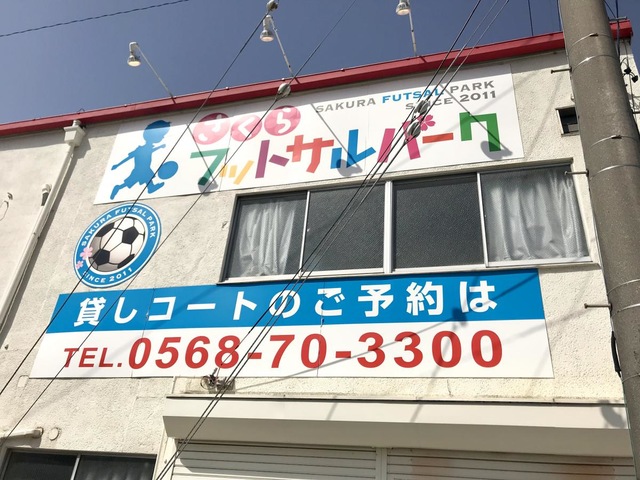 さくら
SAKURA FUTSAL PARK
SINCE 2011
フットサルパーク
SAKURA FUTSAL PARK
SINCE 2011
貸しコートのご予約は
TEL.0568-70-3300